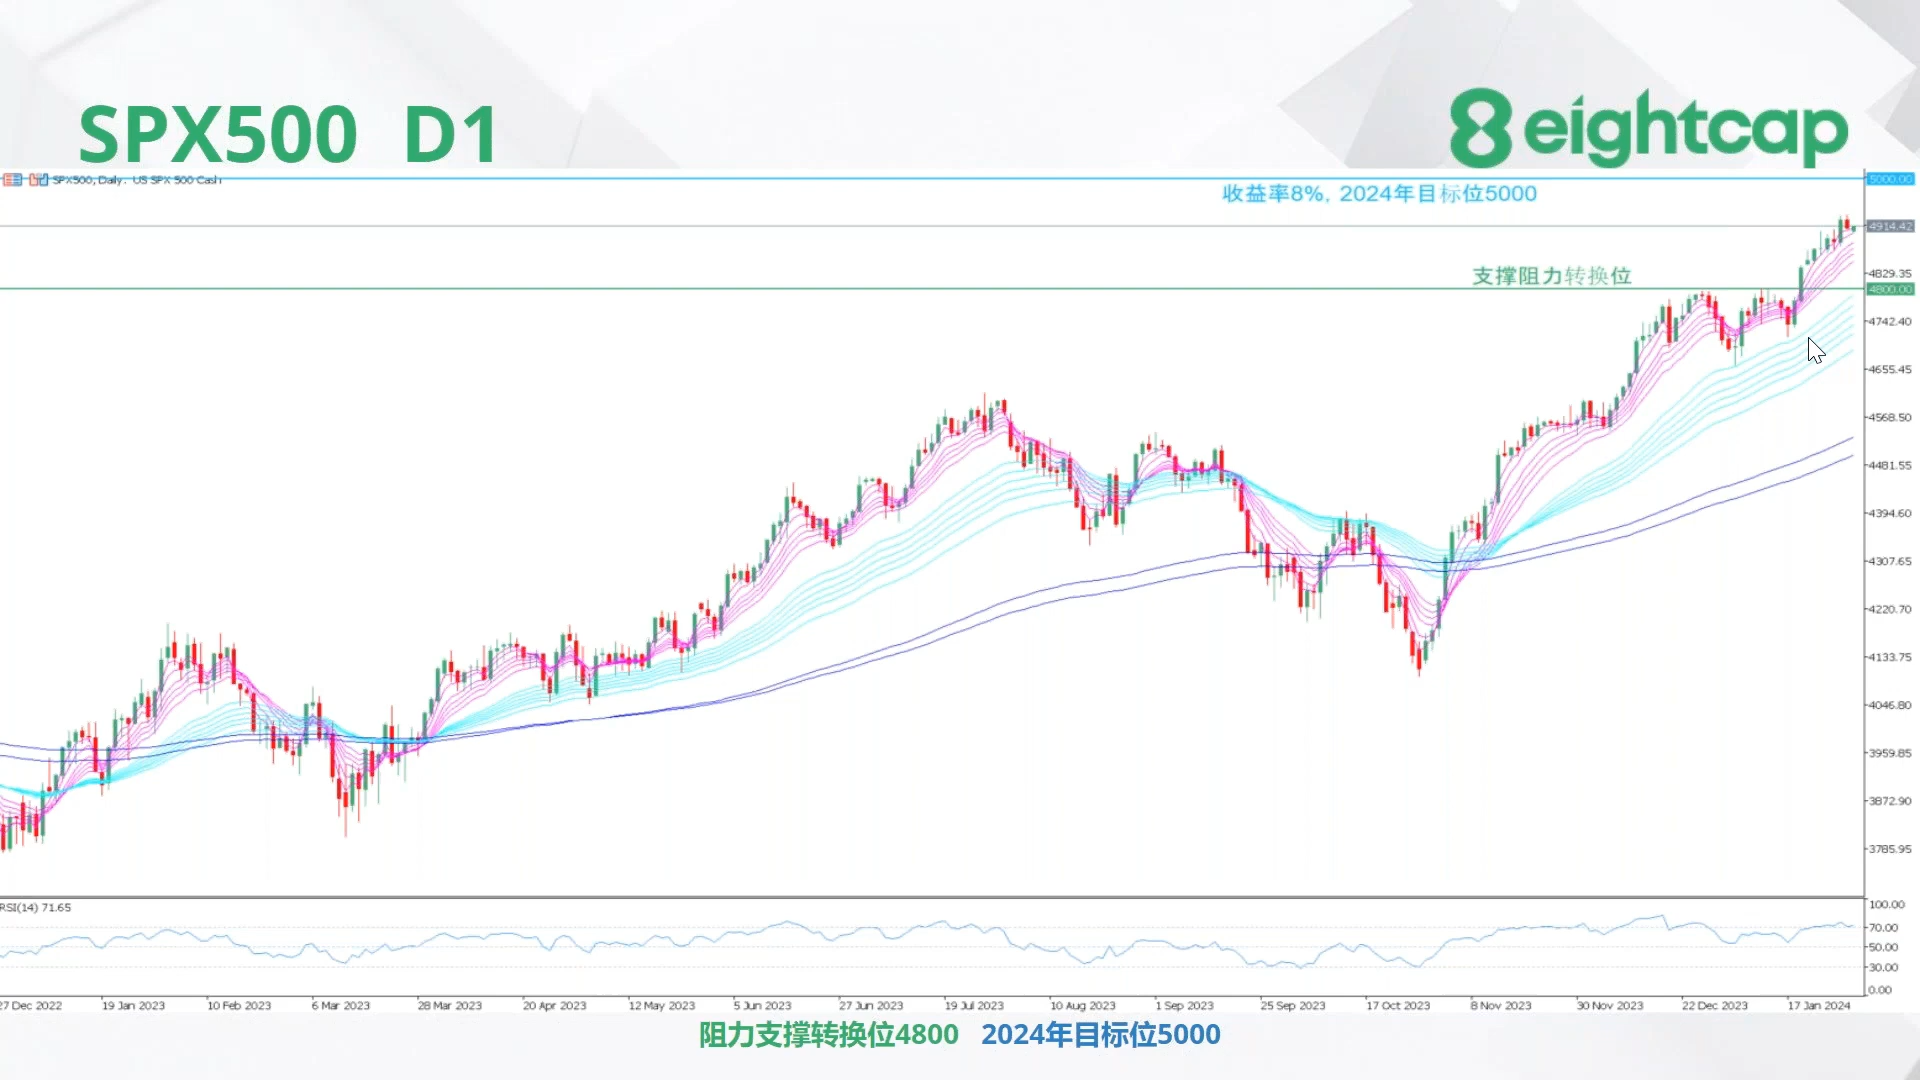 SPX500 D1
8 eightcap
SPX500, Daily: US SPX 500 Cash
5000.00
收益率8%, 2024年目标位5000
4914.42
支撑阻力转换位
4829.35
4800.00
4742.40
4655.45
4568.50
4481.55
4394.60
4307.65
4220.70
4133.75
4046.80
3959.85
3872.90
3785.95
RSI(14) 71.65
100.00
70.00
50.00
30.00
0.00
27 Dec 2022 19 Jan 2023 10 Feb 2023 6 Mar 2023 28 Mar 2023 20 Apr 2023 12 May 2023 5 Jun 2023 27 Jun 2023 19 Jul 2023 10 Aug 2023 1 Sep 2023 25 Sep 2023 17 Oct 2023 8 Nov 2023 30 Nov 2023 22 Dec 2023 17 Jan 2024
阻力支撑转换位4800 2024年目标位5000